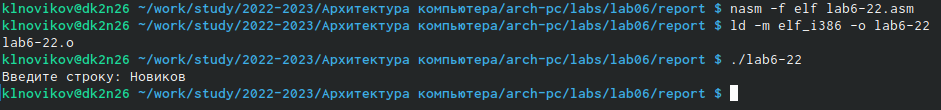 klnovikov@dk2n26 ~/work/study/2022-2023/Архитектура компьютера/arch-pc/labs/lab06/report $ nasm -f elf lab6-22.asm
klnovikov@dk2n26 ~/work/study/2022-2023/Архитектура компьютера/arch-pc/labs/lab06/report $ ld -m elf_i386 -o lab6-22
lab6-22.o
klnovikov@dk2n26 ~/work/study/2022-2023/Архитектура компьютера/arch-pc/labs/lab06/report $ ./lab6-22
Введите строку: Новиков
klnovikov@dk2n26 ~/work/study/2022-2023/Архитектура компьютера/arch-pc/labs/lab06/report $